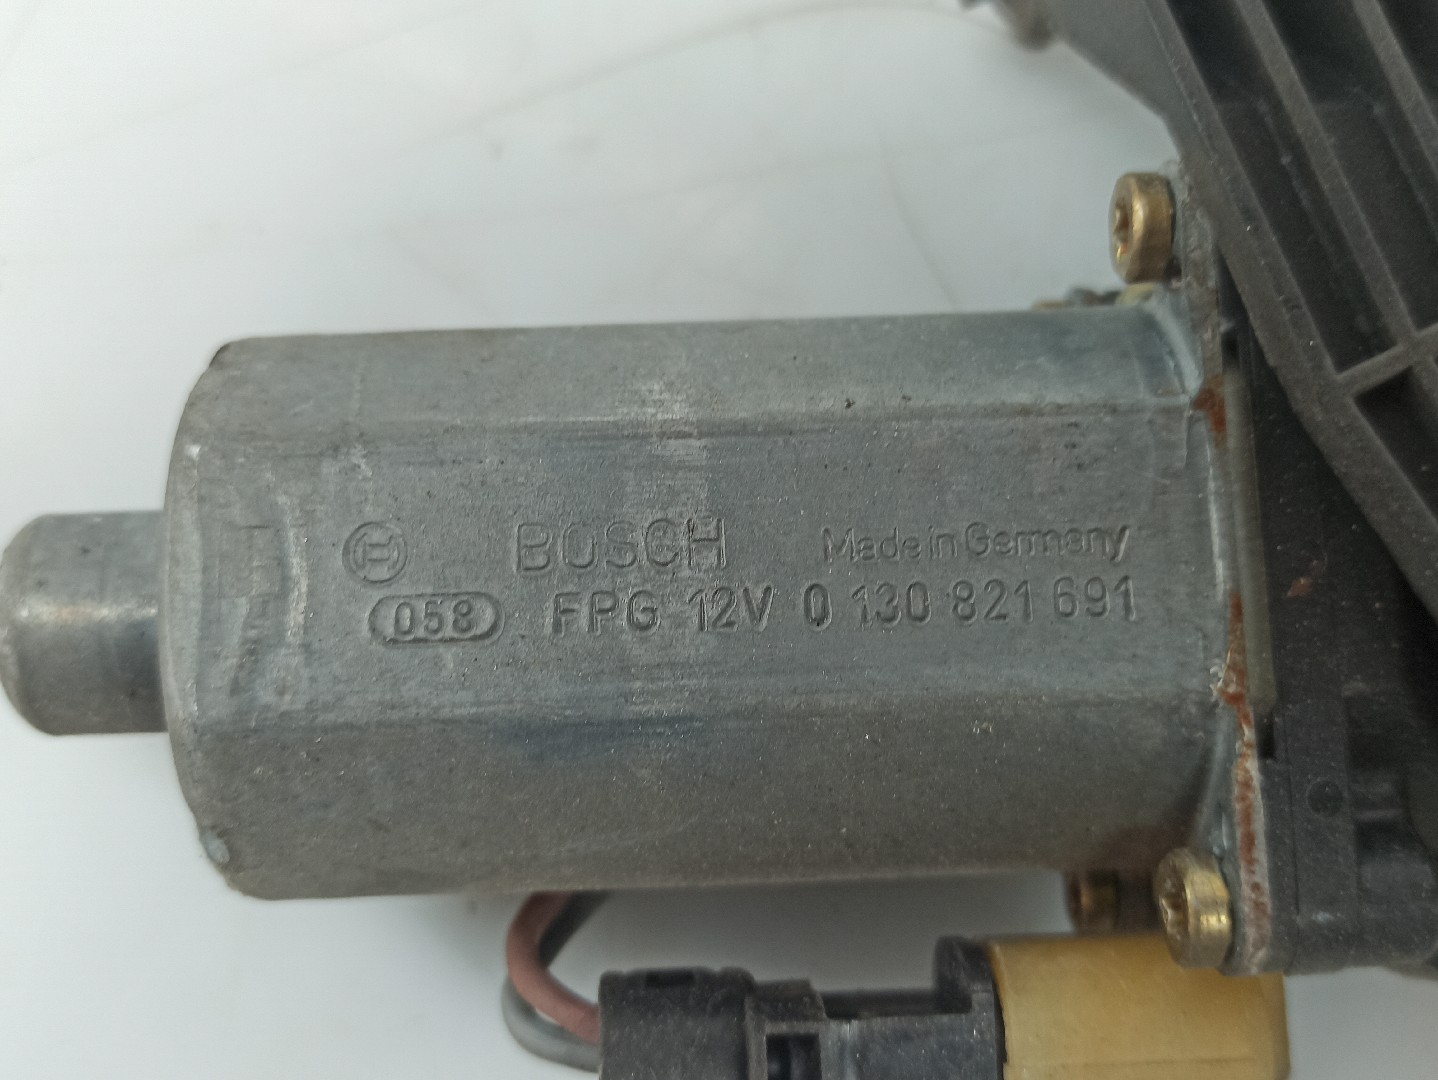 BOSCH Made in Germany
058 FPG 12V 0 130 821 691